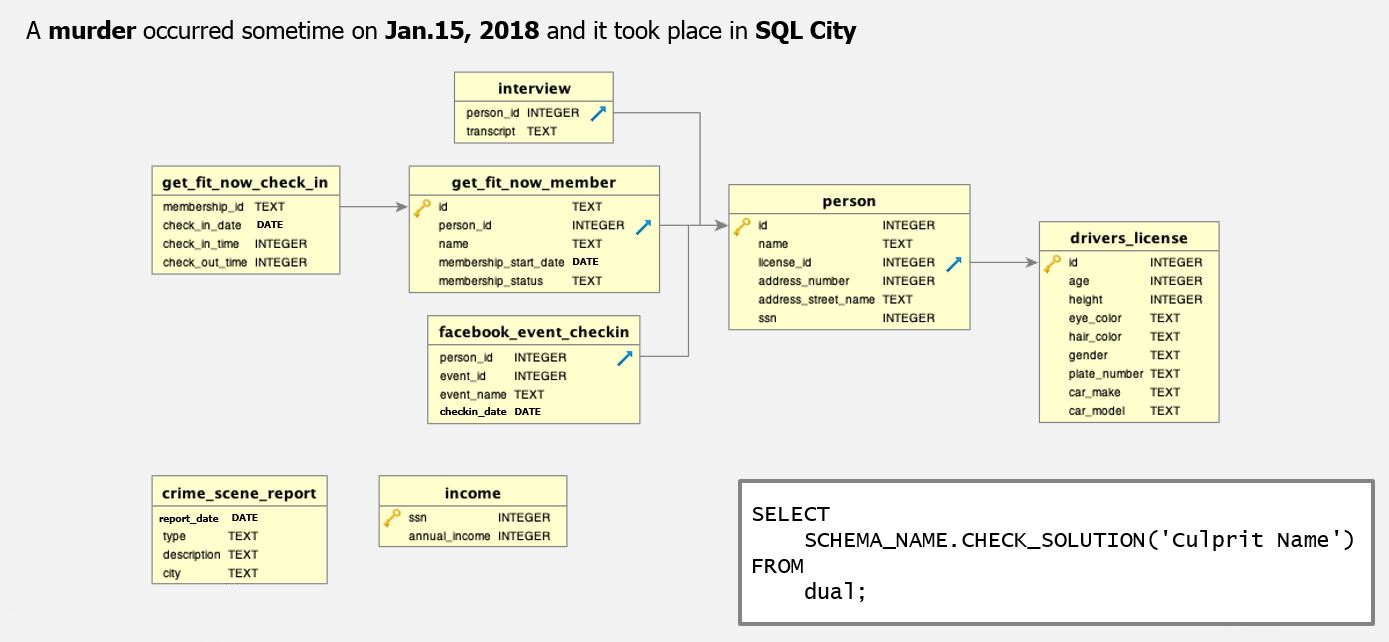 A murder occurred sometime on Jan.15, 2018 and it took place in SQL City
interview
person_id INTEGER
transcript TEXT
get_fit_now_check_in
membership_id TEXT
check_in_date DATE
check_in_time INTEGER
check_out_time INTEGER
get_fit_now_member
id TEXT
person_id INTEGER
name TEXT
membership_start_date DATE
membership_status TEXT
person
id INTEGER
name TEXT
license_id INTEGER
address_number INTEGER
address_street_name TEXT
ssn INTEGER
drivers_license
id INTEGER
age INTEGER
height INTEGER
eye_color TEXT
hair_color TEXT
gender TEXT
plate_number TEXT
car_make TEXT
car_model TEXT
facebook_event_checkin
person_id INTEGER
event_id INTEGER
event_name TEXT
checkin_date DATE
crime_scene_report
report_date DATE
type TEXT
description TEXT
city TEXT
income
ssn INTEGER
annual_income INTEGER
SELECT
SCHEMA_NAME.CHECK_SOLUTION('Culprit Name')
FROM
dual;